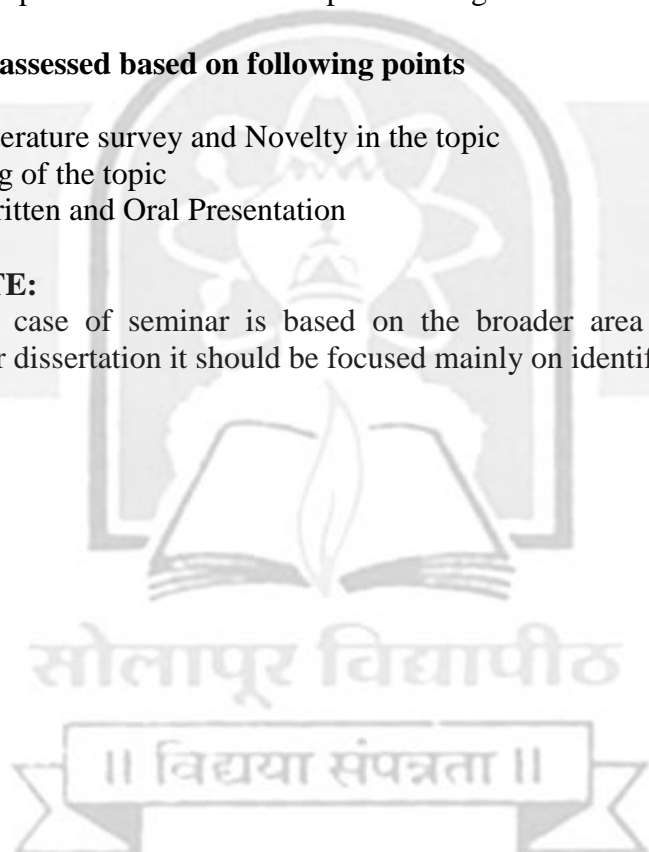 assessed based on following points
erature survey and Novelty in the topic
g of the topic
ritten and Oral Presentation
TE:
case of seminar is based on the broader area
r dissertation it should be focused mainly on identif
सोलापूर विद्यापीठ
॥ विद्यया संपन्नता ॥